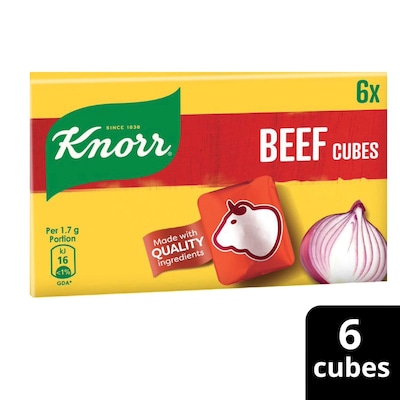 6x
SINCE 1838
Knorr®
BEEF CUBES
Per 1.7 g
Portion
kJ
16
<1%
GDA*
Made with
QUALITY
ingredients
6
cubes